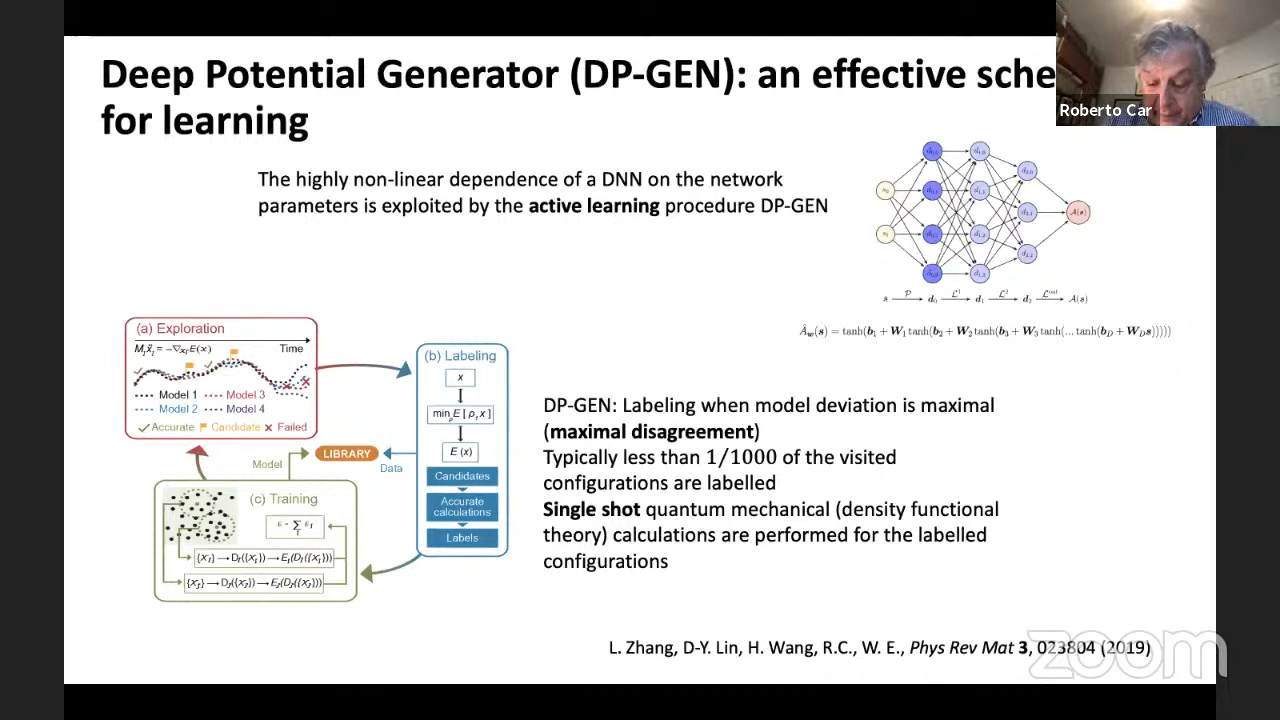 Deep Potential Generator (DP-GEN): an effective sche
for learning
Roberto Car
The highly non-linear dependence of a DNN on the network
parameters is exploited by the active learning procedure DP-GEN
(a) Exploration
Time
Model 1
Model 3
Model 2
Model 4
Accurate
Candidate
Failed
(b) Labeling
x
E (x)
Candidates
Accurate
calculations
Labels
LIBRARY
Model
Data
(c) Training
DP-GEN: Labeling when model deviation is maximal
(maximal disagreement)
Typically less than 1/1000 of the visited
configurations are labelled
Single shot quantum mechanical (density functional
theory) calculations are performed for the labelled
configurations
L. Zhang, D-Y. Lin, H. Wang, R.C., W. E., Phys Rev Mat 3, 023804 (2019)
zoom